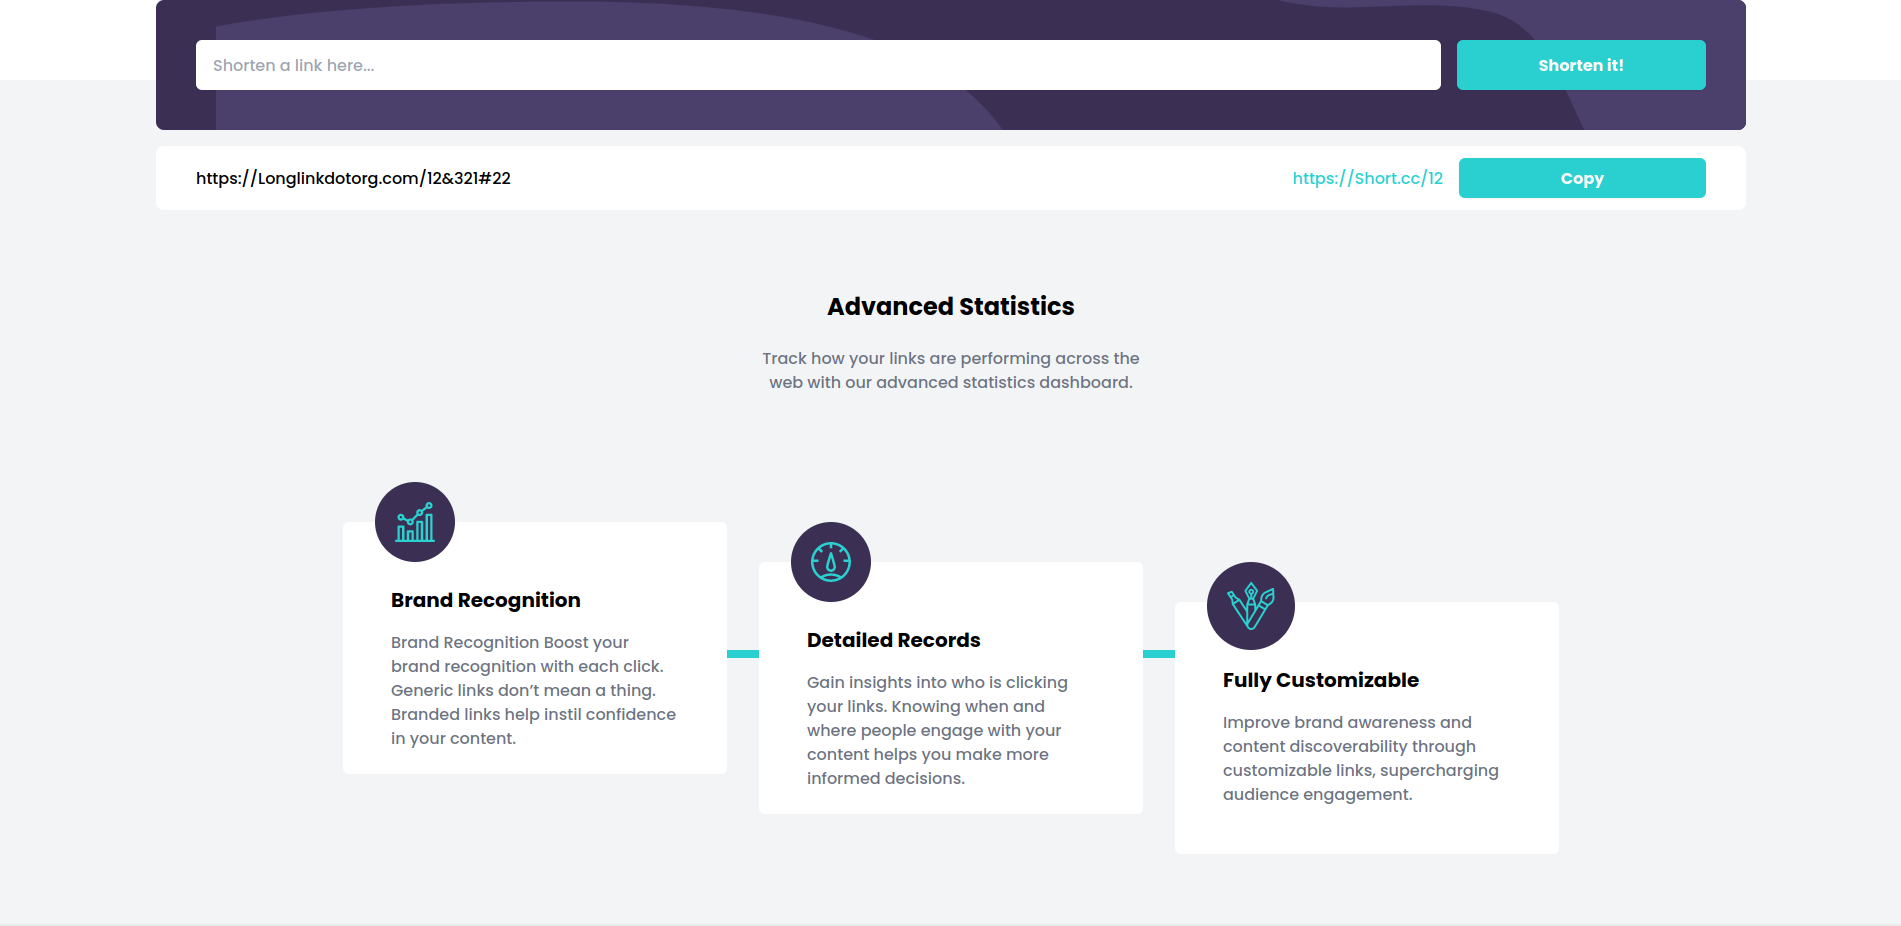 Shorten a link here...
Shorten it!
https://Longlinkdotorg.com/12&321#22
https://Short.cc/12
Copy
Advanced Statistics
Track how your links are performing across the
web with our advanced statistics dashboard.
Brand Recognition
Brand Recognition Boost your
brand recognition with each click.
Generic links don’t mean a thing.
Branded links help instil confidence
in your content.
Detailed Records
Gain insights into who is clicking
your links. Knowing when and
where people engage with your
content helps you make more
informed decisions.
Fully Customizable
Improve brand awareness and
content discoverability through
customizable links, supercharging
audience engagement.